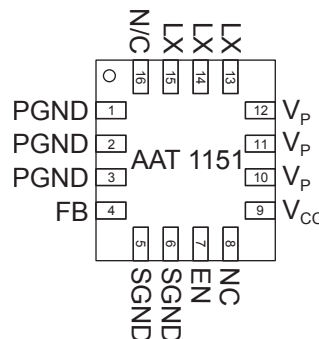 N/C LX LX LX
16 15 14 13
PGND 1 12 VP
PGND 2 11 VP
AAT 1151
PGND 3 10 VP
FB 4 9 VCC
5 6 7 8
SGND SGND EN NC